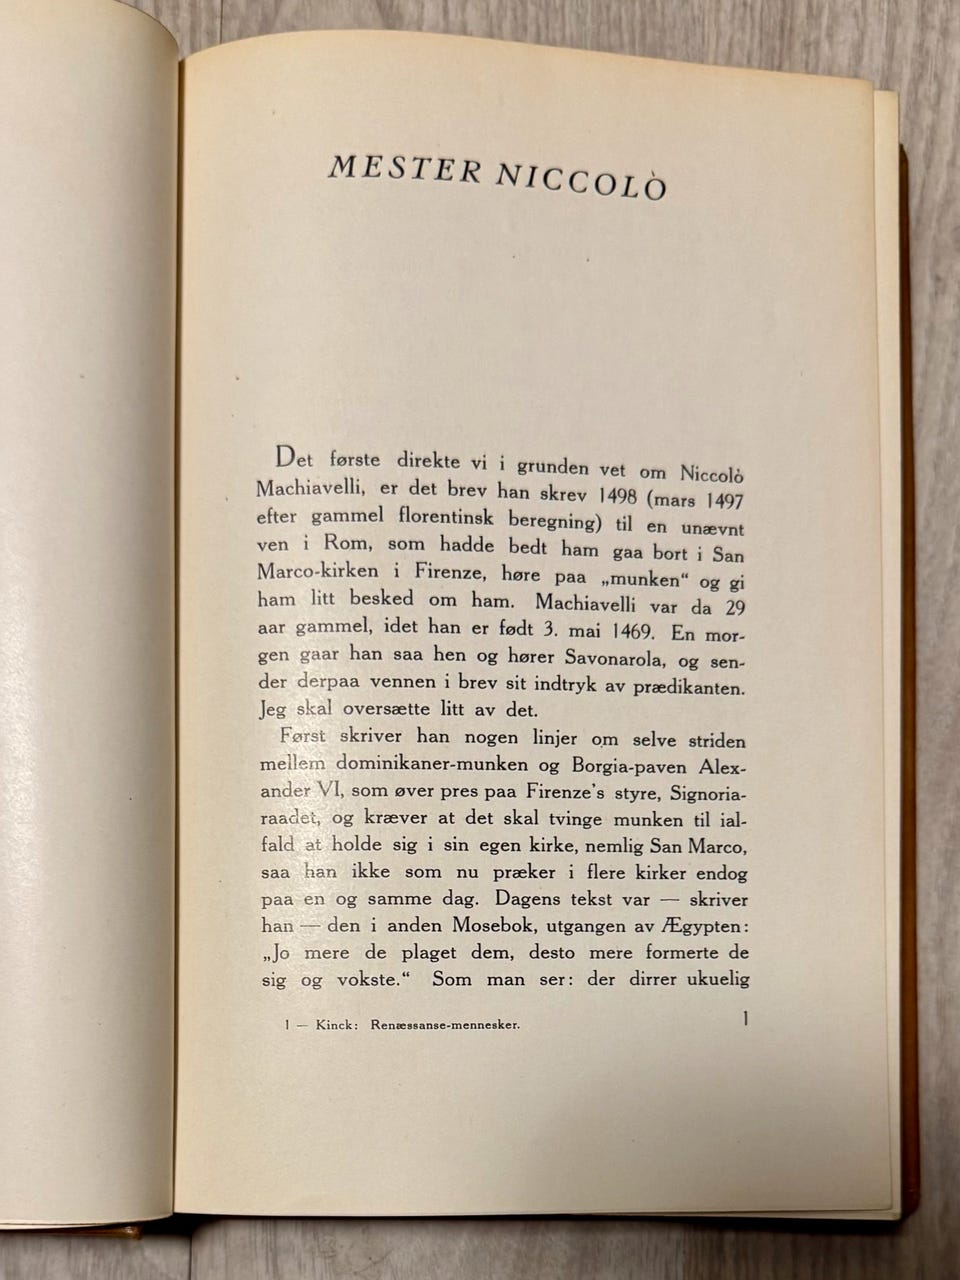 MESTER NICCOLÒ
Det første direkte vi i grunden vet om Niccolò
Machiavelli, er det brev han skrev 1498 (mars 1497
efter gammel florentinsk beregning) til en unævnt
ven i Rom, som hadde bedt ham gaa bort i San
Marco-kirken i Firenze, høre paa „munken“ og gi
ham litt besked om ham. Machiavelli var da 29
aar gammel, idet han er født 3. mai 1469. En mor-
gen gaar han saa hen og hører Savonarola, og sen-
der derpaa vennen i brev sit indtryk av prædikanten.
Jeg skal oversætte litt av det.
Først skriver han nogen linjer om selve striden
mellem dominikaner-munken og Borgia-paven Alex-
ander VI, som øver pres paa Firenze's styre, Signoria-
raadet, og kræver at det skal tvinge munken til ial-
fald at holde sig i sin egen kirke, nemlig San Marco,
saa han ikke som nu præker i flere kirker endog
paa en og samme dag. Dagens tekst var — skriver
han — den i anden Mosebok, utgangen av Ægypten:
„Jo mere de plaget dem, desto mere formerte de
sig og vokste.“ Som man ser: der dirrer ukuelig
1 — Kinck: Renæssanse-mennesker.
1